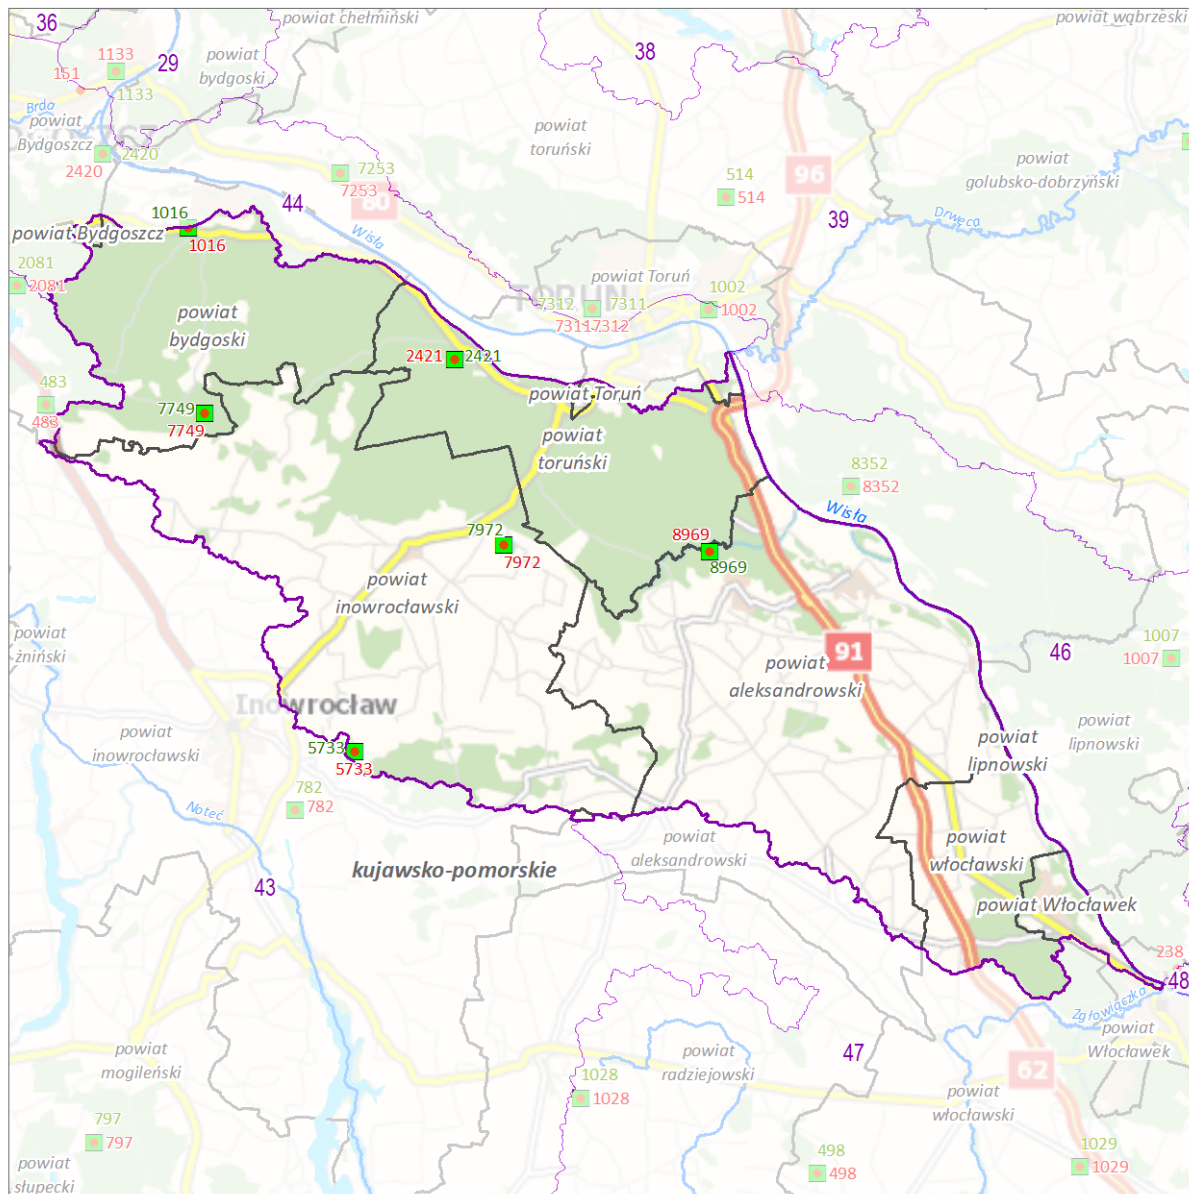 36
powiat chełmiński
powiat wąbrzeski
1133
29
powiat
bydgoski
38
151
1133
Brda
powiat
Bydgoszcz
2420
2420
powiat
toruński
7253
7253
80
514
514
96
powiat
golubsko-dobrzyński
44
1016
1016
Wisła
39
Drwęca
powiat Bydgoszcz
2081
2081
powiat Toruń
TORUŃ
7312
7311
7311
7312
1002
1002
powiat
bydgoski
2421
2421
483
483
7749
7749
powiat Toruń
powiat
toruński
8352
8352
Wisła
7972
7972
8969
8969
powiat
inowrocławski
powiat
żniński
91
1007
1007
46
powiat
aleksandrowski
Inowrocław
powiat
inowrocławski
5733
5733
powiat
lipnowski
powiat
lipnowski
782
782
Noteć
powiat
aleksandrowski
powiat
włocławski
kujawsko-pomorskie
43
powiat Włocławek
238
48
Zgłowiączka
powiat
Włocławek
powiat
mogileński
powiat
radziejowski
47
62
1028
1028
powiat
włocławski
797
797
498
498
1029
1029
powiat
słupecki